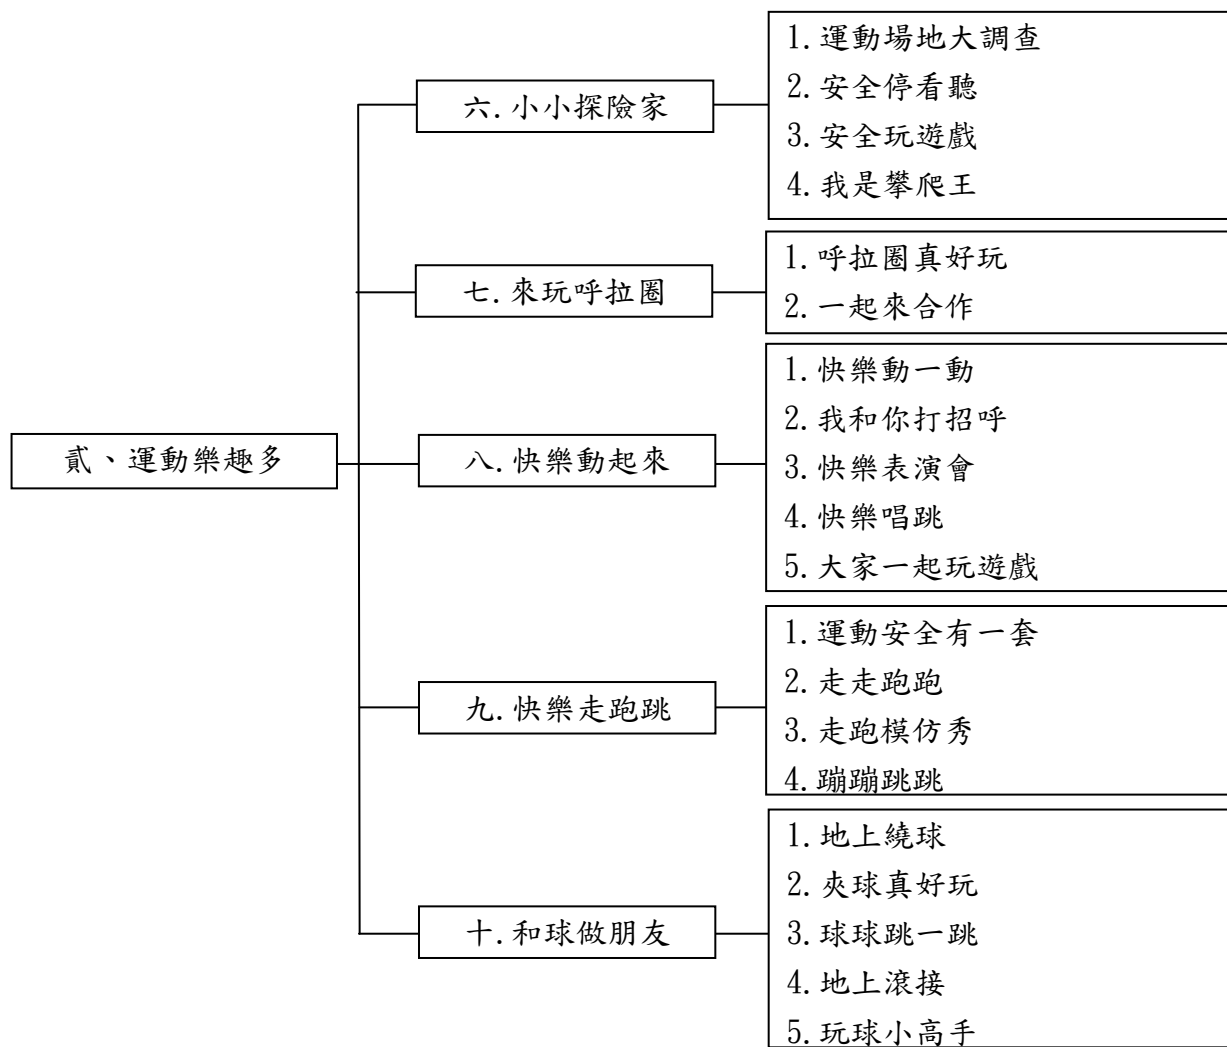 貳、運動樂趣多
六.小小探險家
1.運動場地大調查
2.安全停看聽
3.安全玩遊戲
4.我是攀爬王
七.來玩呼拉圈
1.呼拉圈真好玩
2.一起來合作
八.快樂動起來
1.快樂動一動
2.我和你打招呼
3.快樂表演會
4.快樂唱跳
5.大家一起玩遊戲
九.快樂走跑跳
1.運動安全有一套
2.走走跑跑
3.走跑模仿秀
4.蹦蹦跳跳
十.和球做朋友
1.地上繞球
2.夾球真好玩
3.球球跳一跳
4.地上滾接
5.玩球小高手